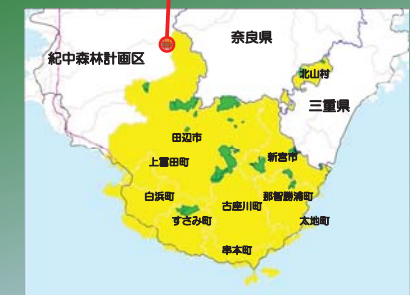 奈良県
紀中森林計画区
北山村
三重県
田辺市
上富田町
新宮市
白浜町
那智勝浦町
古座川町
すさみ町
太地町
串本町